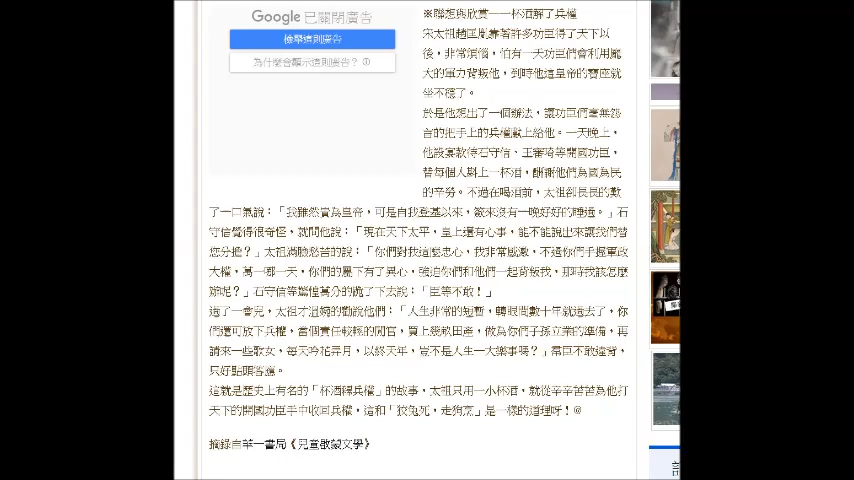 Google 已關閉廣告
檢舉這則廣告
為什麼會顯示這則廣告? ⓘ
※聯想與欣賞——一杯酒解了兵權
宋太祖趙匡胤靠著許多功臣得了天下以
後，非常煩惱，怕有一天功臣們會利用龐
大的軍力背叛他，到時他這皇帝的寶座就
坐不穩了。
於是他想出了一個辦法，讓功臣們毫無怨
言的把手上的兵權獻上給他。一天晚上，
他設宴款待石守信、王審琦等開國功臣，
替每個人斟上一杯酒，酬謝他們為國為民
的辛勞。不過在喝酒前，太祖卻長長的歎
了一口氣說：「我雖然貴為皇帝，可是自我登基以來，從來沒有一晚好好的睡過。」石
守信覺得很奇怪，就問他說：「現在天下太平，皇上還有心事，能不能說出來讓我們替
您分擔？」太祖滿臉愁苦的說：「你們對我這麼忠心，我非常感激，不過你們手握軍政
大權，萬一哪一天，你們的屬下有了異心，強迫你們和他們一起背叛我，那時我該怎麼
辦呢？」石守信等驚惶萬分的跪了下去說：「臣等不敢！」
過了一會兒，太祖才溫婉的勸說他們：「人生非常的短暫，轉眼間數十年就過去了，你
們還可放下兵權，當個責任較輕的閒官，買上幾畝田產，做為你們子孫立業的準備，再
請來一些歌女，每天吟花弄月，以終天年，豈不是人生一大樂事嗎？」羣臣不敢違背，
只好點頭答應。
這就是歷史上有名的「杯酒釋兵權」的故事，太祖只用一小杯酒，就從辛辛苦苦為他打
天下的開國功臣手中收回兵權，這和「狡兔死，走狗烹」是一樣的道理呀！@
摘錄自華一書局《兒童啟蒙文學》